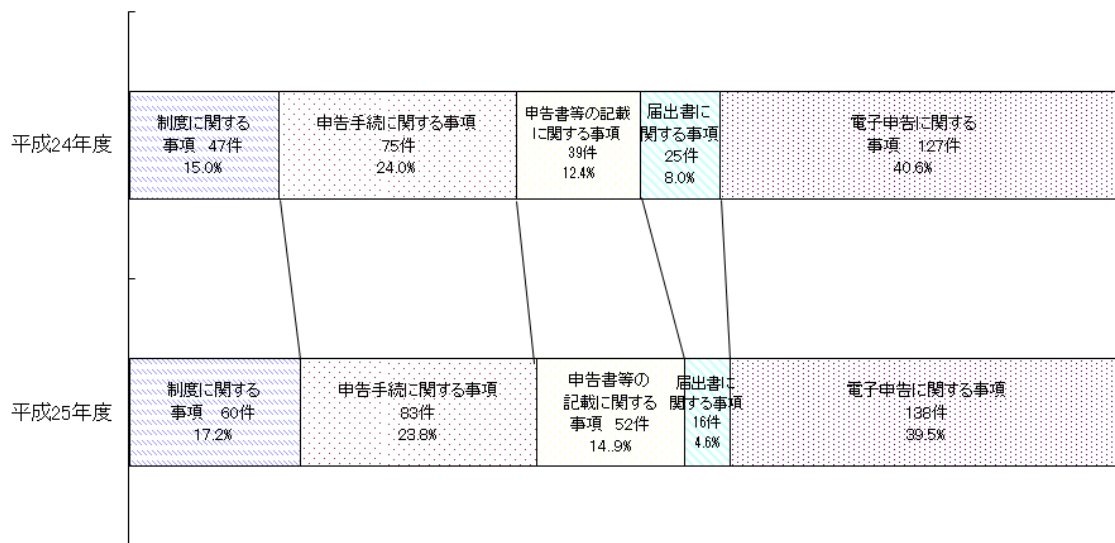 平成24年度
制度に関する
事項　47件
15.0%
申告手続に関する事項
75件
24.0%
申告書等の記載
に関する事項
39件
12.4%
届出書に
関する事項
25件
8.0%
電子申告に関する
事項　127件
40.6%
平成25年度
制度に関する
事項　60件
17.2%
申告手続に関する事項
83件
23.8%
申告書等の
記載に関する
事項　52件
14..9%
届出書に
関する事項
16件
4.6%
電子申告に関する事項
138件
39.5%